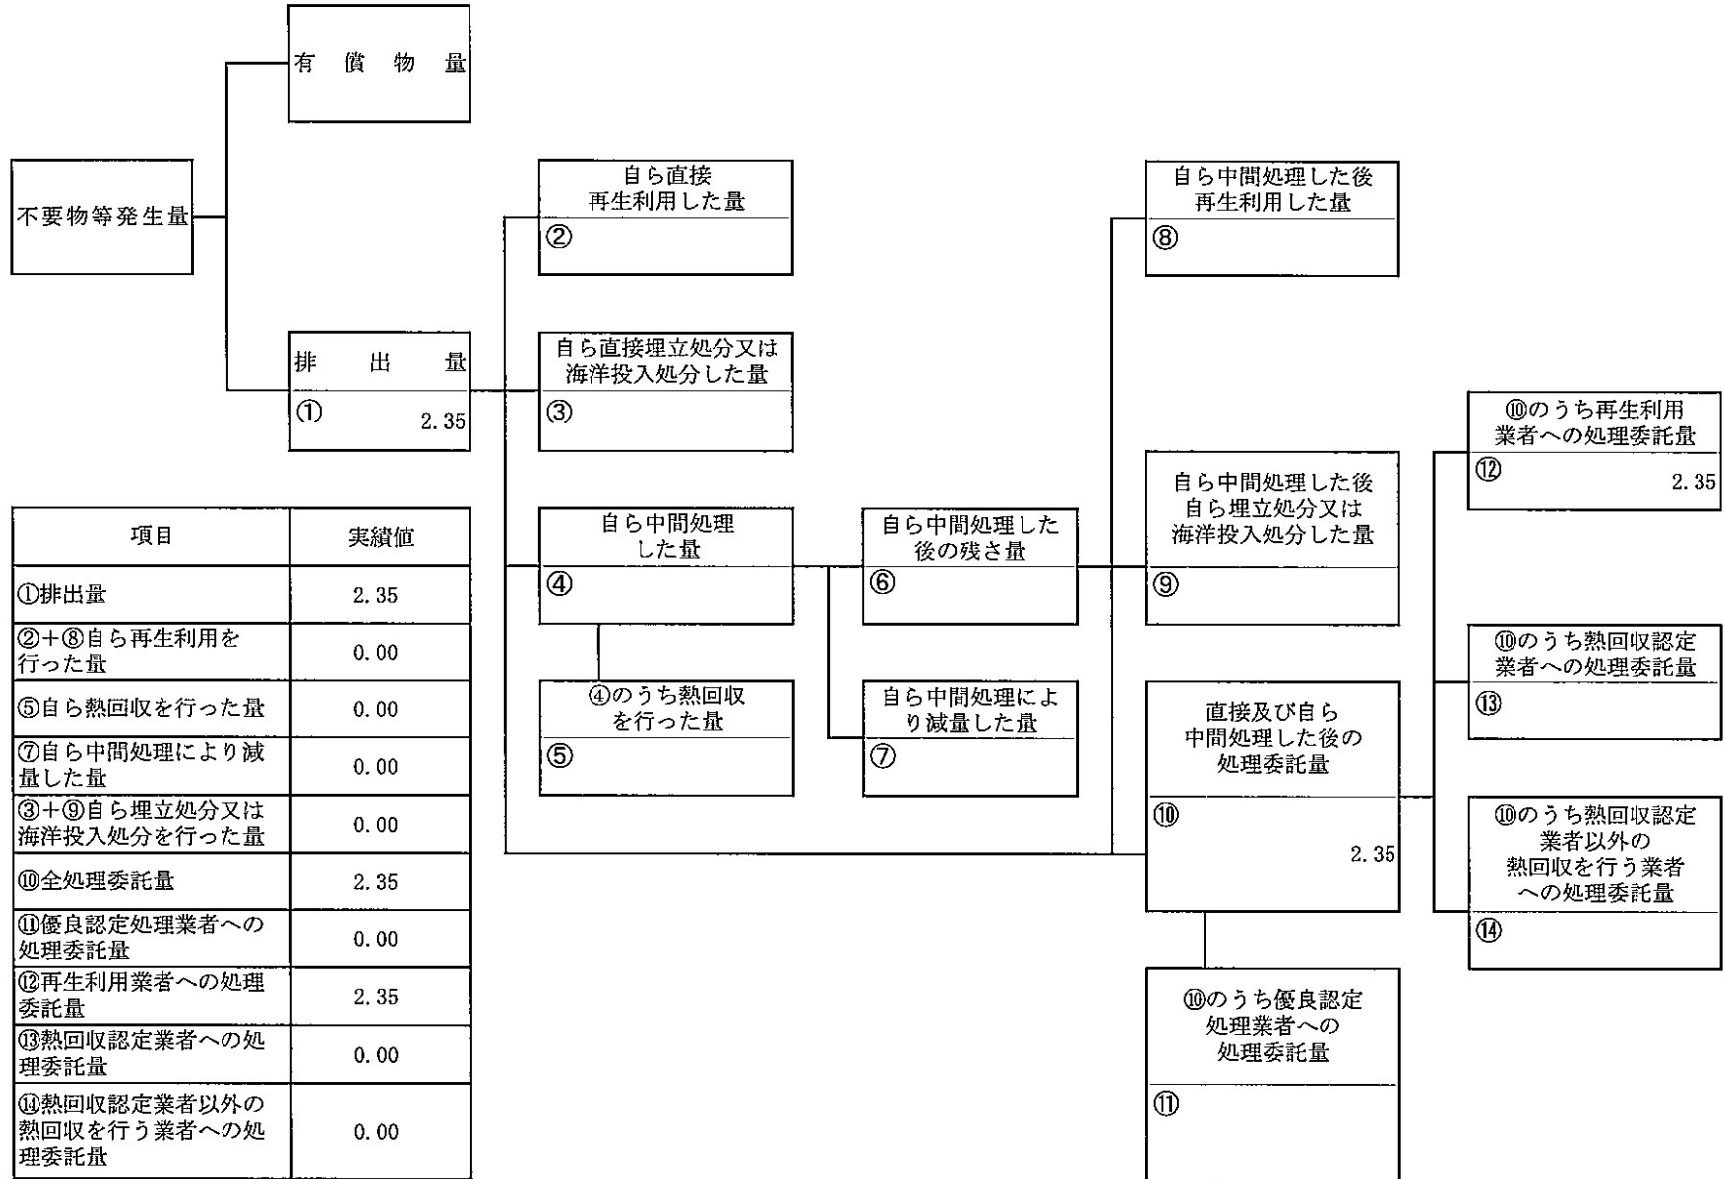 有償物量
不要物等発生量
排出量
①
2.35
自ら直接
再生利用した量
②
自ら直接埋立処分又は
海洋投入処分した量
③
自ら中間処理
した量
④
④のうち熱回収
を行った量
⑤
自ら中間処理した
後の残さ量
⑥
自ら中間処理によ
り減量した量
⑦
自ら中間処理した後
再生利用した量
⑧
自ら中間処理した後
自ら埋立処分又は
海洋投入処分した量
⑨
直接及び自ら
中間処理した後の
処理委託量
⑩
2.35
⑩のうち優良認定
処理業者への
処理委託量
⑪
⑩のうち再生利用
業者への処理委託量
⑫
2.35
⑩のうち熱回収認定
業者への処理委託量
⑬
⑩のうち熱回収認定
業者以外の
熱回収を行う業者
への処理委託量
⑭
項目 実績値
①排出量 2.35
②+⑧自ら再生利用を
行った量 0.00
⑤自ら熱回収を行った量 0.00
⑦自ら中間処理により減
量した量 0.00
③+⑨自ら埋立処分又は
海洋投入処分を行った量 0.00
⑩全処理委託量 2.35
⑪優良認定処理業者への
処理委託量 0.00
⑫再生利用業者への処理
委託量 2.35
⑬熱回収認定業者への処
理委託量 0.00
⑭熱回収認定業者以外の
熱回収を行う業者への処
理委託量 0.00